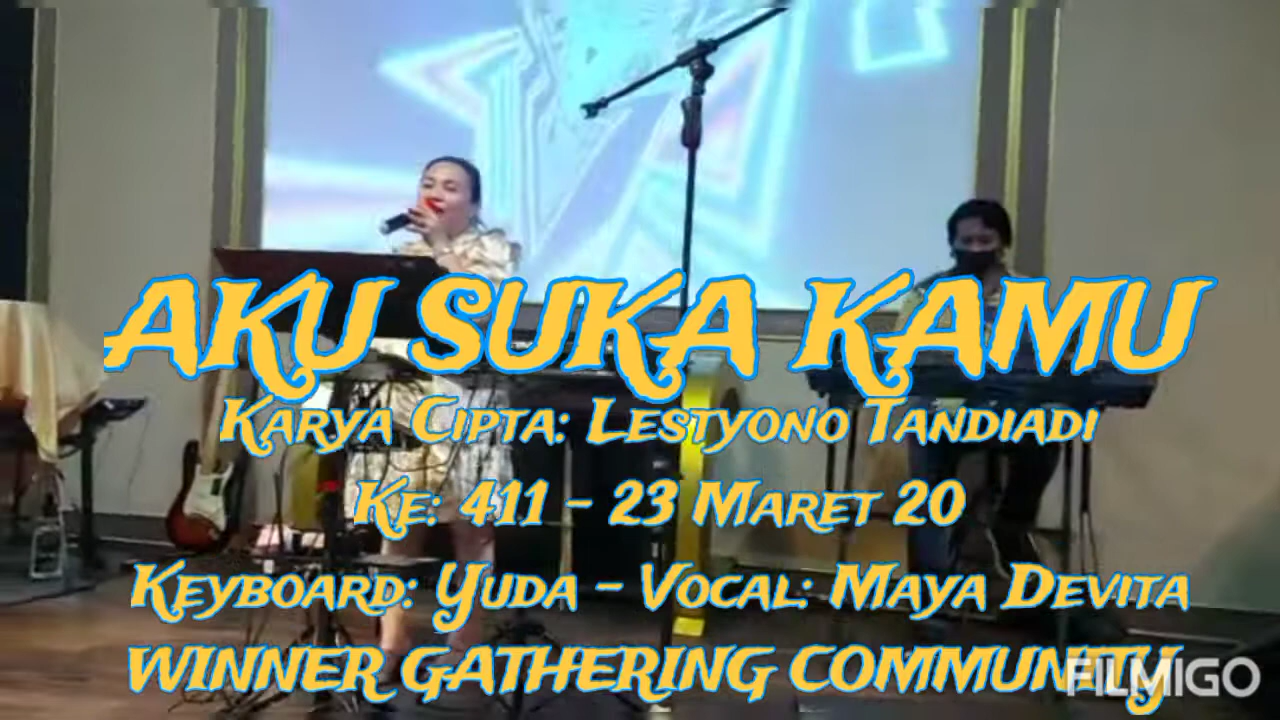 AKU SUKA KAMU
KARYA CIPTA: LESTYONO TANDIADI
KE: 411 - 23 MARET 20
KEYBOARD: YUDA - VOCAL: MAYA DEVITA
WINNER GATHERING COMMUNITY
FILMIGO